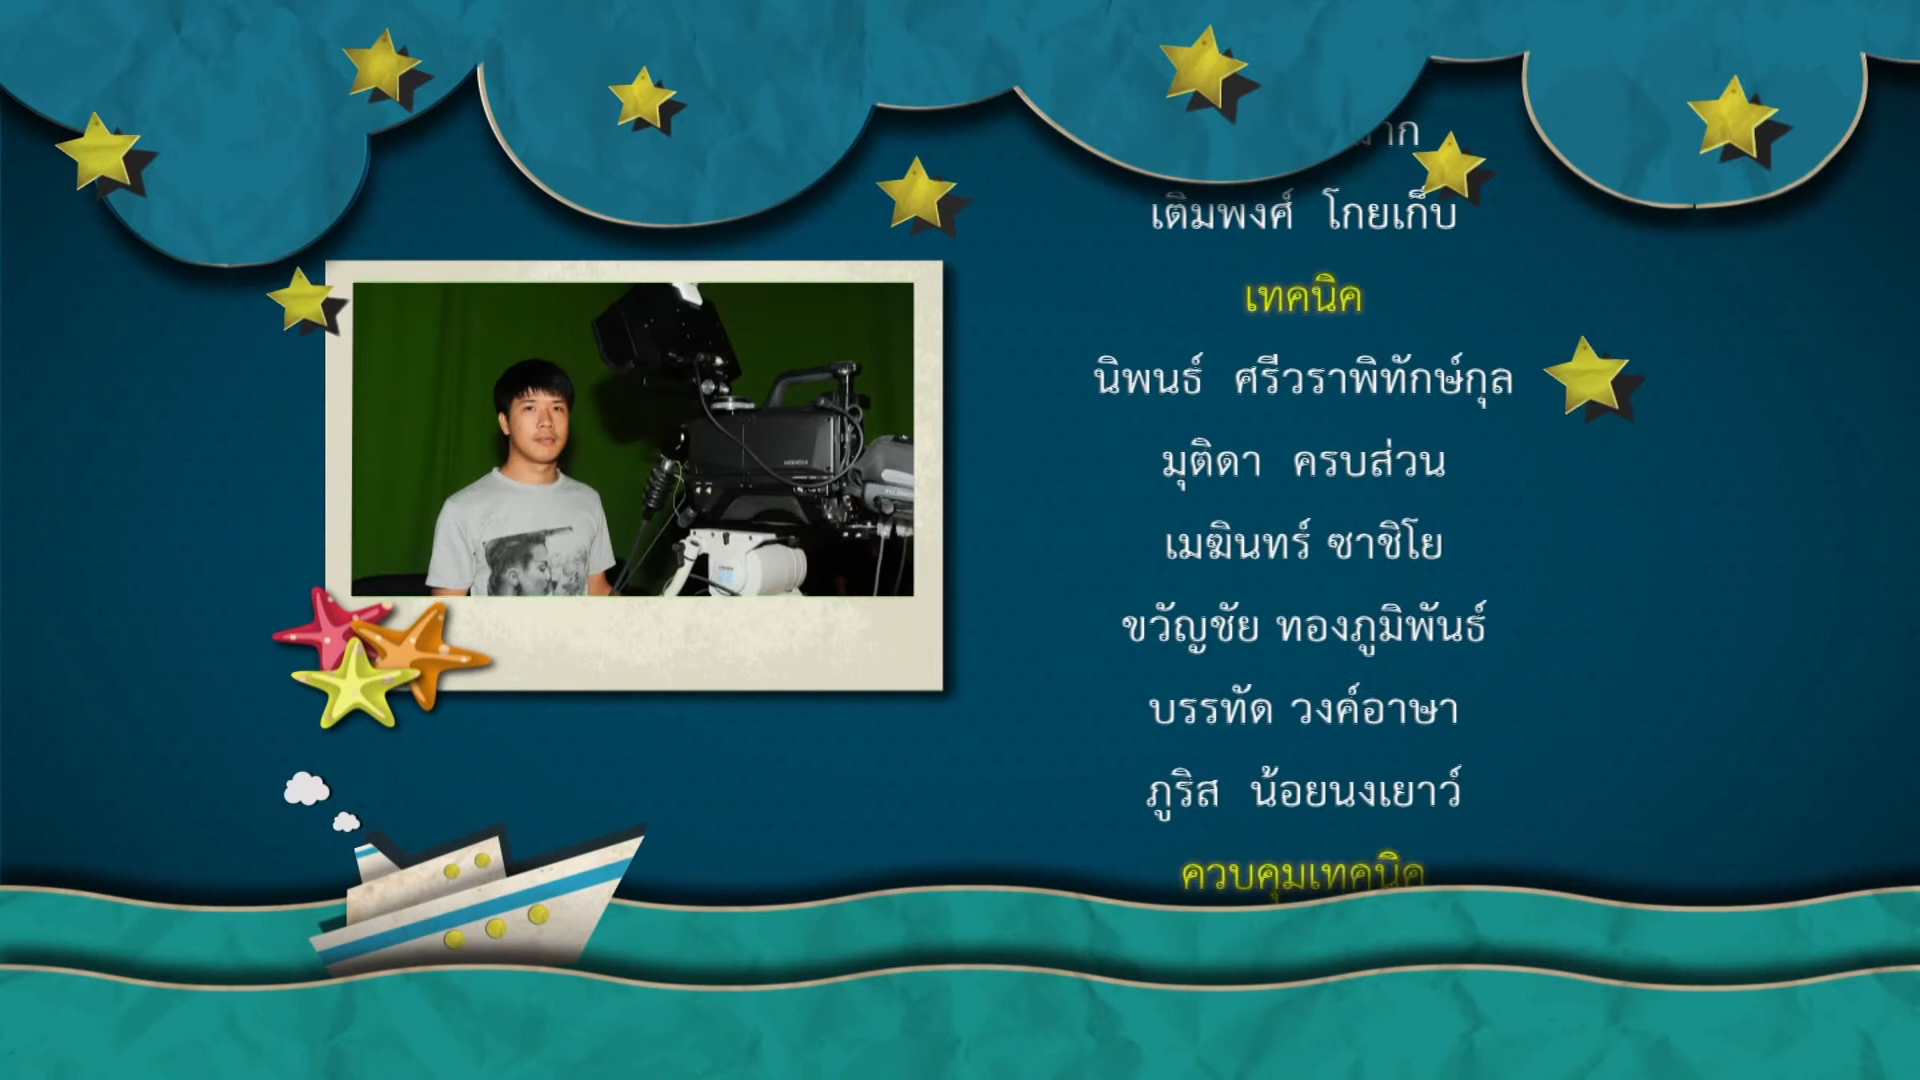 เติมพงศ์ โกยเก็บ
เทคนิค
นิพนธ์ ศรีวราพิทักษ์กุล
มุติดา ครบส่วน
เมฆินทร์ ซาชิโย
ขวัญชัย ทองภูมิพันธ์
บรรทัด วงค์อาษา
ภูริส น้อยนงเยาว์
ควบคุมเทคนิค